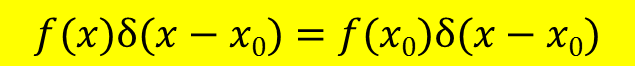 f(x)δ(x − x₀) = f(x₀)δ(x − x₀)